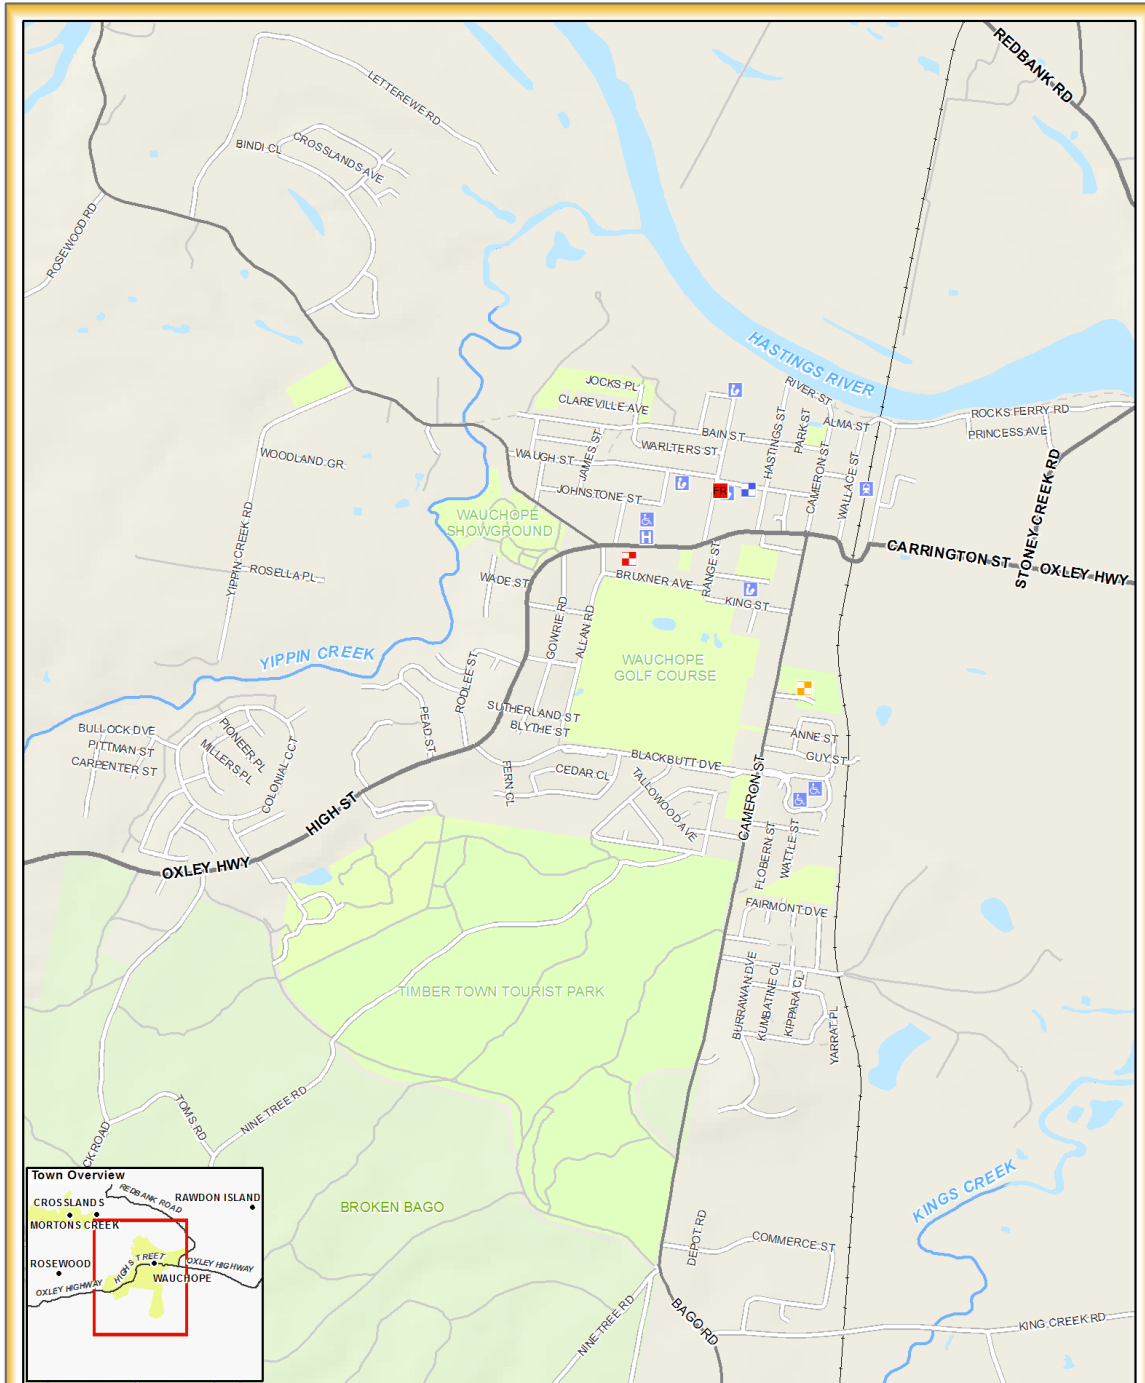 REDBANK RD
LETTEREWE RD
CROSSLANDS AVE
BINDI CL
ROSEWOOD RD
HASTINGS RIVER
JOCKS PL
RIVER ST
CLAREVILLE AVE
ROCKS FERRY RD
ALMA ST
PRINCESS AVE
BAIN ST
HASTINGS ST
PARK ST
WARLTERS ST
JAMES ST
WAUGH ST
WOODLAND GR
CAMERON ST
WALLACE ST
STONEY CREEK RD
JOHNSTONE ST
FR
WAUCHOPE
SHOWGROUND
YIPPIN CREEK RD
H
CARRINGTON ST
OXLEY HWY
ROSELLA PL
WADE ST
BRUXNER AVE
RANGE ST
KING ST
GOWRIE RD
ALLAN RD
YIPPIN CREEK
WAUCHOPE
GOLF COURSE
RODLEE ST
SUTHERLAND ST
BLYTHE ST
PEAD ST
BULLOCK DVE
PITTMAN ST
CARPENTER ST
PIONEER PL
MILLERS PL
COLONIAL CCT
ANNE ST
GUY ST
BLACKBUTT DVE
CEDAR CL
FERN CL
TALLOWOOD AVE
CAMERON ST
HIGH ST
OXLEY HWY
FLOBERN ST
WATTLE ST
FAIRMONT DVE
TIMBER TOWN TOURIST PARK
BURRAWAN DVE
KUMBATINE CL
KIPPARA CL
YARRAT PL
TOMS RD
NINE TREE RD
CK ROAD
KINGS CREEK
BROKEN BAGO
DEPOT RD
COMMERCE ST
NINE TREE RD
BAGO RD
KING CREEK RD
Town Overview
REDBANK ROAD
RAWDON ISLAND
CROSSLANDS
MORTONS CREEK
HIGH STREET
OXLEY HIGHWAY
ROSEWOOD
WAUCHOPE
OXLEY HIGHWAY